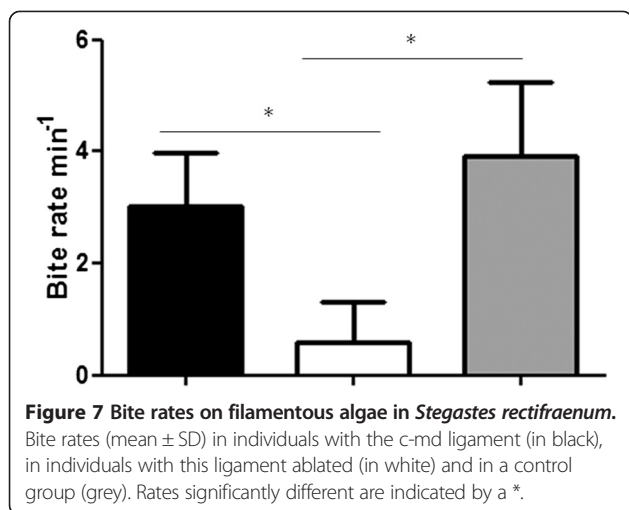 6
*
*
4
Bite rate min⁻¹
2
0
Figure 7 Bite rates on filamentous algae in Stegastes rectifraenum.
Bite rates (mean ± SD) in individuals with the c-md ligament (in black),
in individuals with this ligament ablated (in white) and in a control
group (grey). Rates significantly different are indicated by a *.